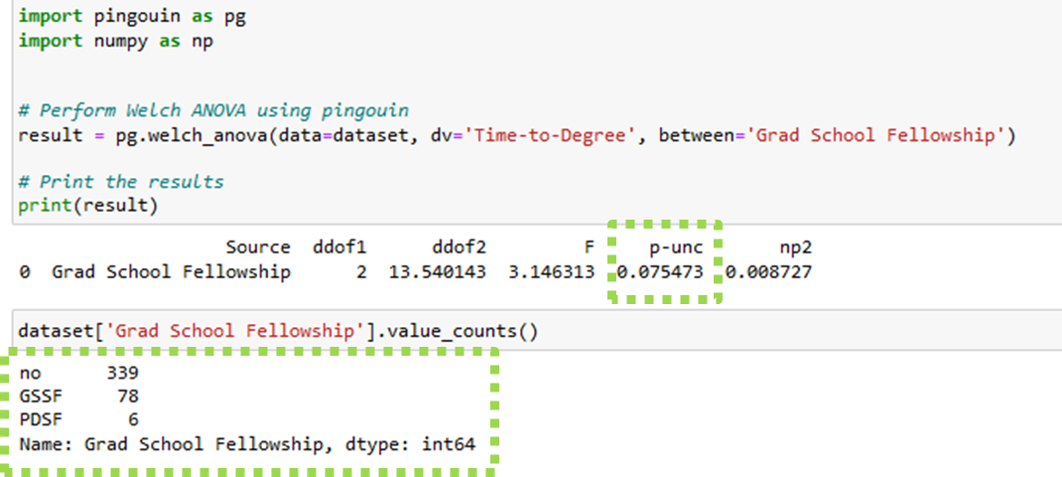 import pingouin as pg
import numpy as np
# Perform Welch ANOVA using pingouin
result = pg.welch_anova(data=dataset, dv='Time-to-Degree', between='Grad School Fellowship')
# Print the results
print(result)
Source ddof1 ddof2 F p-unc np2
0 Grad School Fellowship 2 13.540143 3.146313 0.075473 0.008727
dataset['Grad School Fellowship'].value_counts()
no 339
GSSF 78
PDSF 6
Name: Grad School Fellowship, dtype: int64